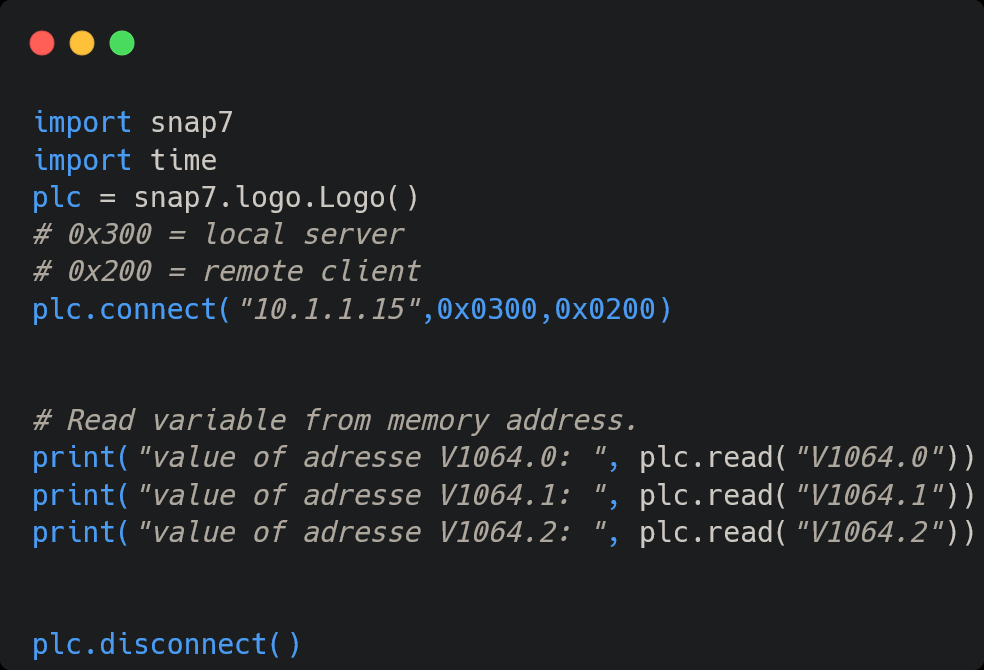 import snap7
import time
plc = snap7.logo.Logo()
# 0x300 = local server
# 0x200 = remote client
plc.connect("10.1.1.15",0x0300,0x0200)
# Read variable from memory address.
print("value of adresse V1064.0: ", plc.read("V1064.0"))
print("value of adresse V1064.1: ", plc.read("V1064.1"))
print("value of adresse V1064.2: ", plc.read("V1064.2"))
plc.disconnect()